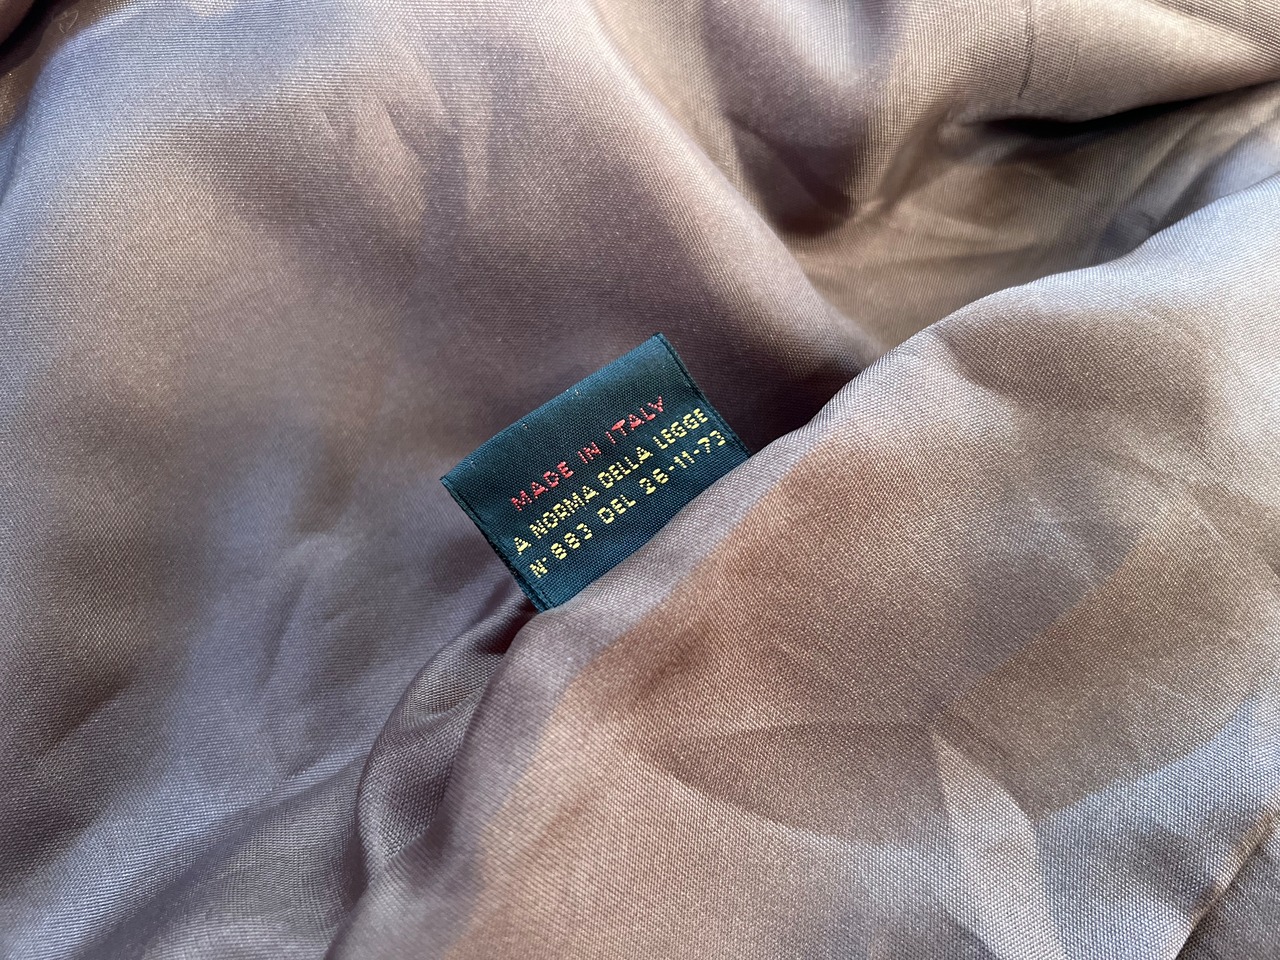 MADE IN ITALY
A NORMA DELLA LEGGE
N° 883 DEL 26-11-73